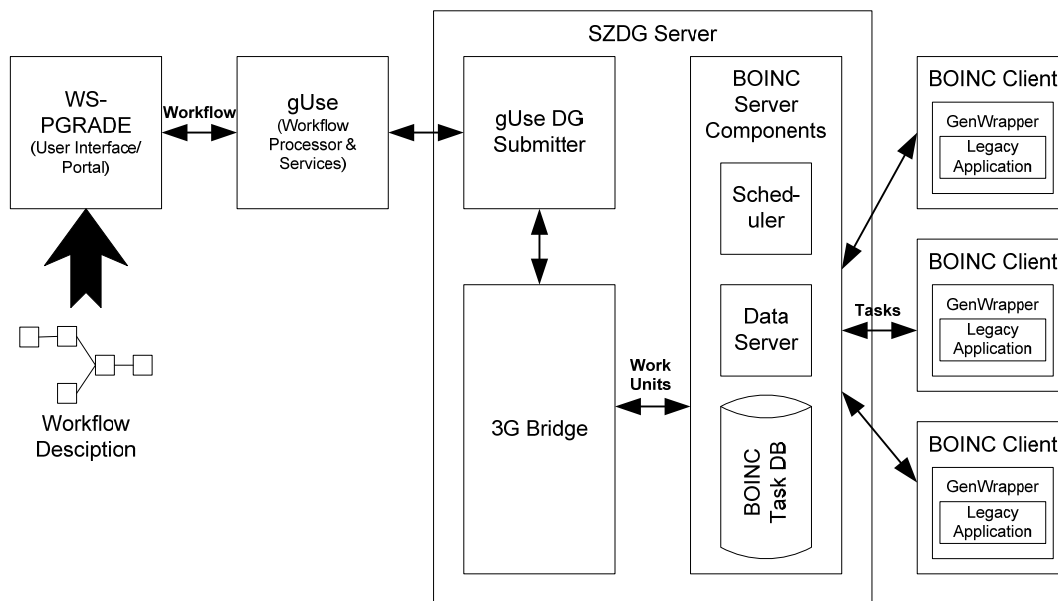 SZDG Server
WS-
PGRADE
(User Interface/
Portal)
Workflow
gUse
(Workflow
Processor &
Services)
gUse DG
Submitter
BOINC
Server
Components
Sched-
uler
Data
Server
BOINC
Task DB
3G Bridge
Work
Units
Tasks
BOINC Client
GenWrapper
Legacy
Application
BOINC Client
GenWrapper
Legacy
Application
BOINC Client
GenWrapper
Legacy
Application
Workflow
Desciption